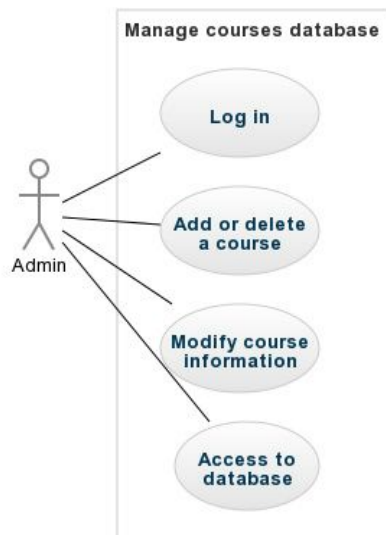 Manage courses database
Log in
Add or delete
a course
Admin
Modify course
information
Access to
database